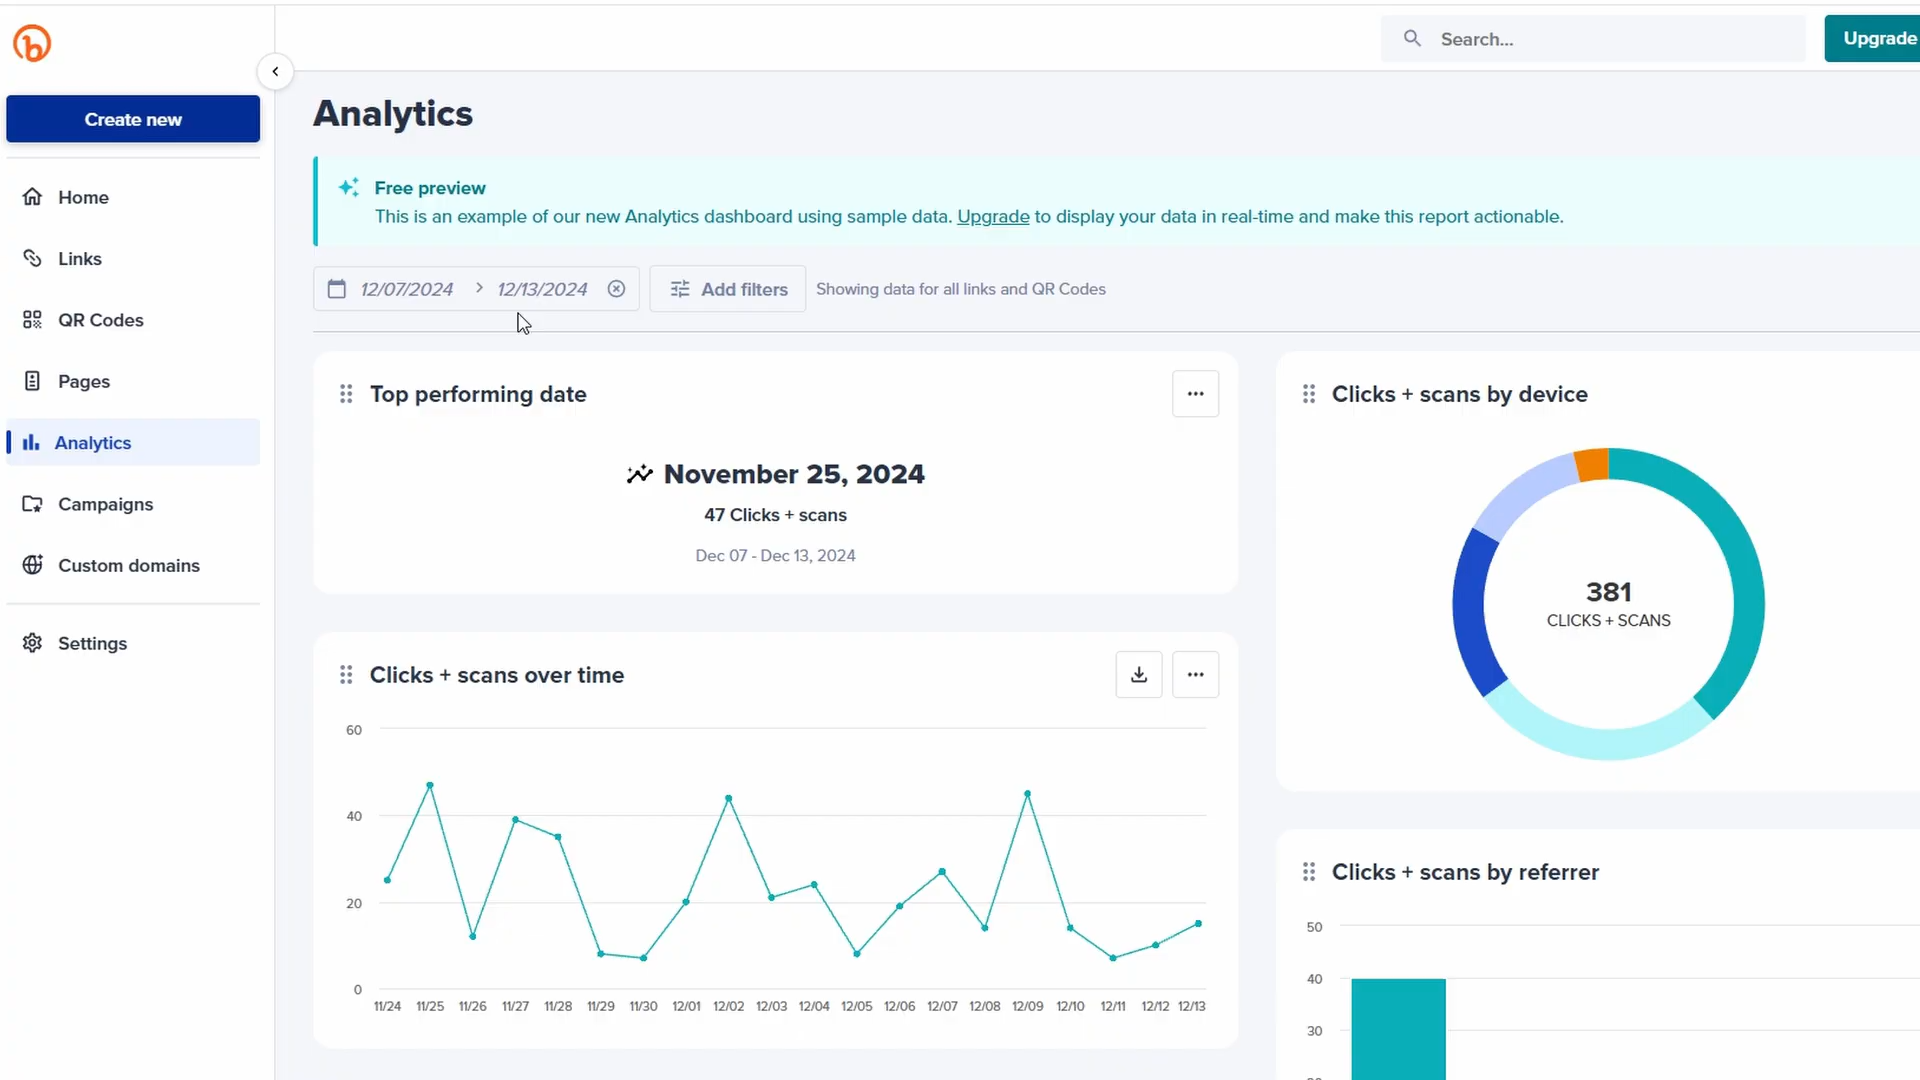 Search...
Upgrade
Create new
Home
Links
QR Codes
Pages
Analytics
Campaigns
Custom domains
Settings
Analytics
Free preview
This is an example of our new Analytics dashboard using sample data. Upgrade to display your data in real-time and make this report actionable.
12/07/2024 > 12/13/2024
Add filters
Showing data for all links and QR Codes
Top performing date
November 25, 2024
47 Clicks + scans
Dec 07 - Dec 13, 2024
Clicks + scans over time
60
40
20
0
11/24 11/25 11/26 11/27 11/28 11/29 11/30 12/01 12/02 12/03 12/04 12/05 12/06 12/07 12/08 12/09 12/10 12/11 12/12 12/13
Clicks + scans by device
381
CLICKS + SCANS
Clicks + scans by referrer
50
40
30